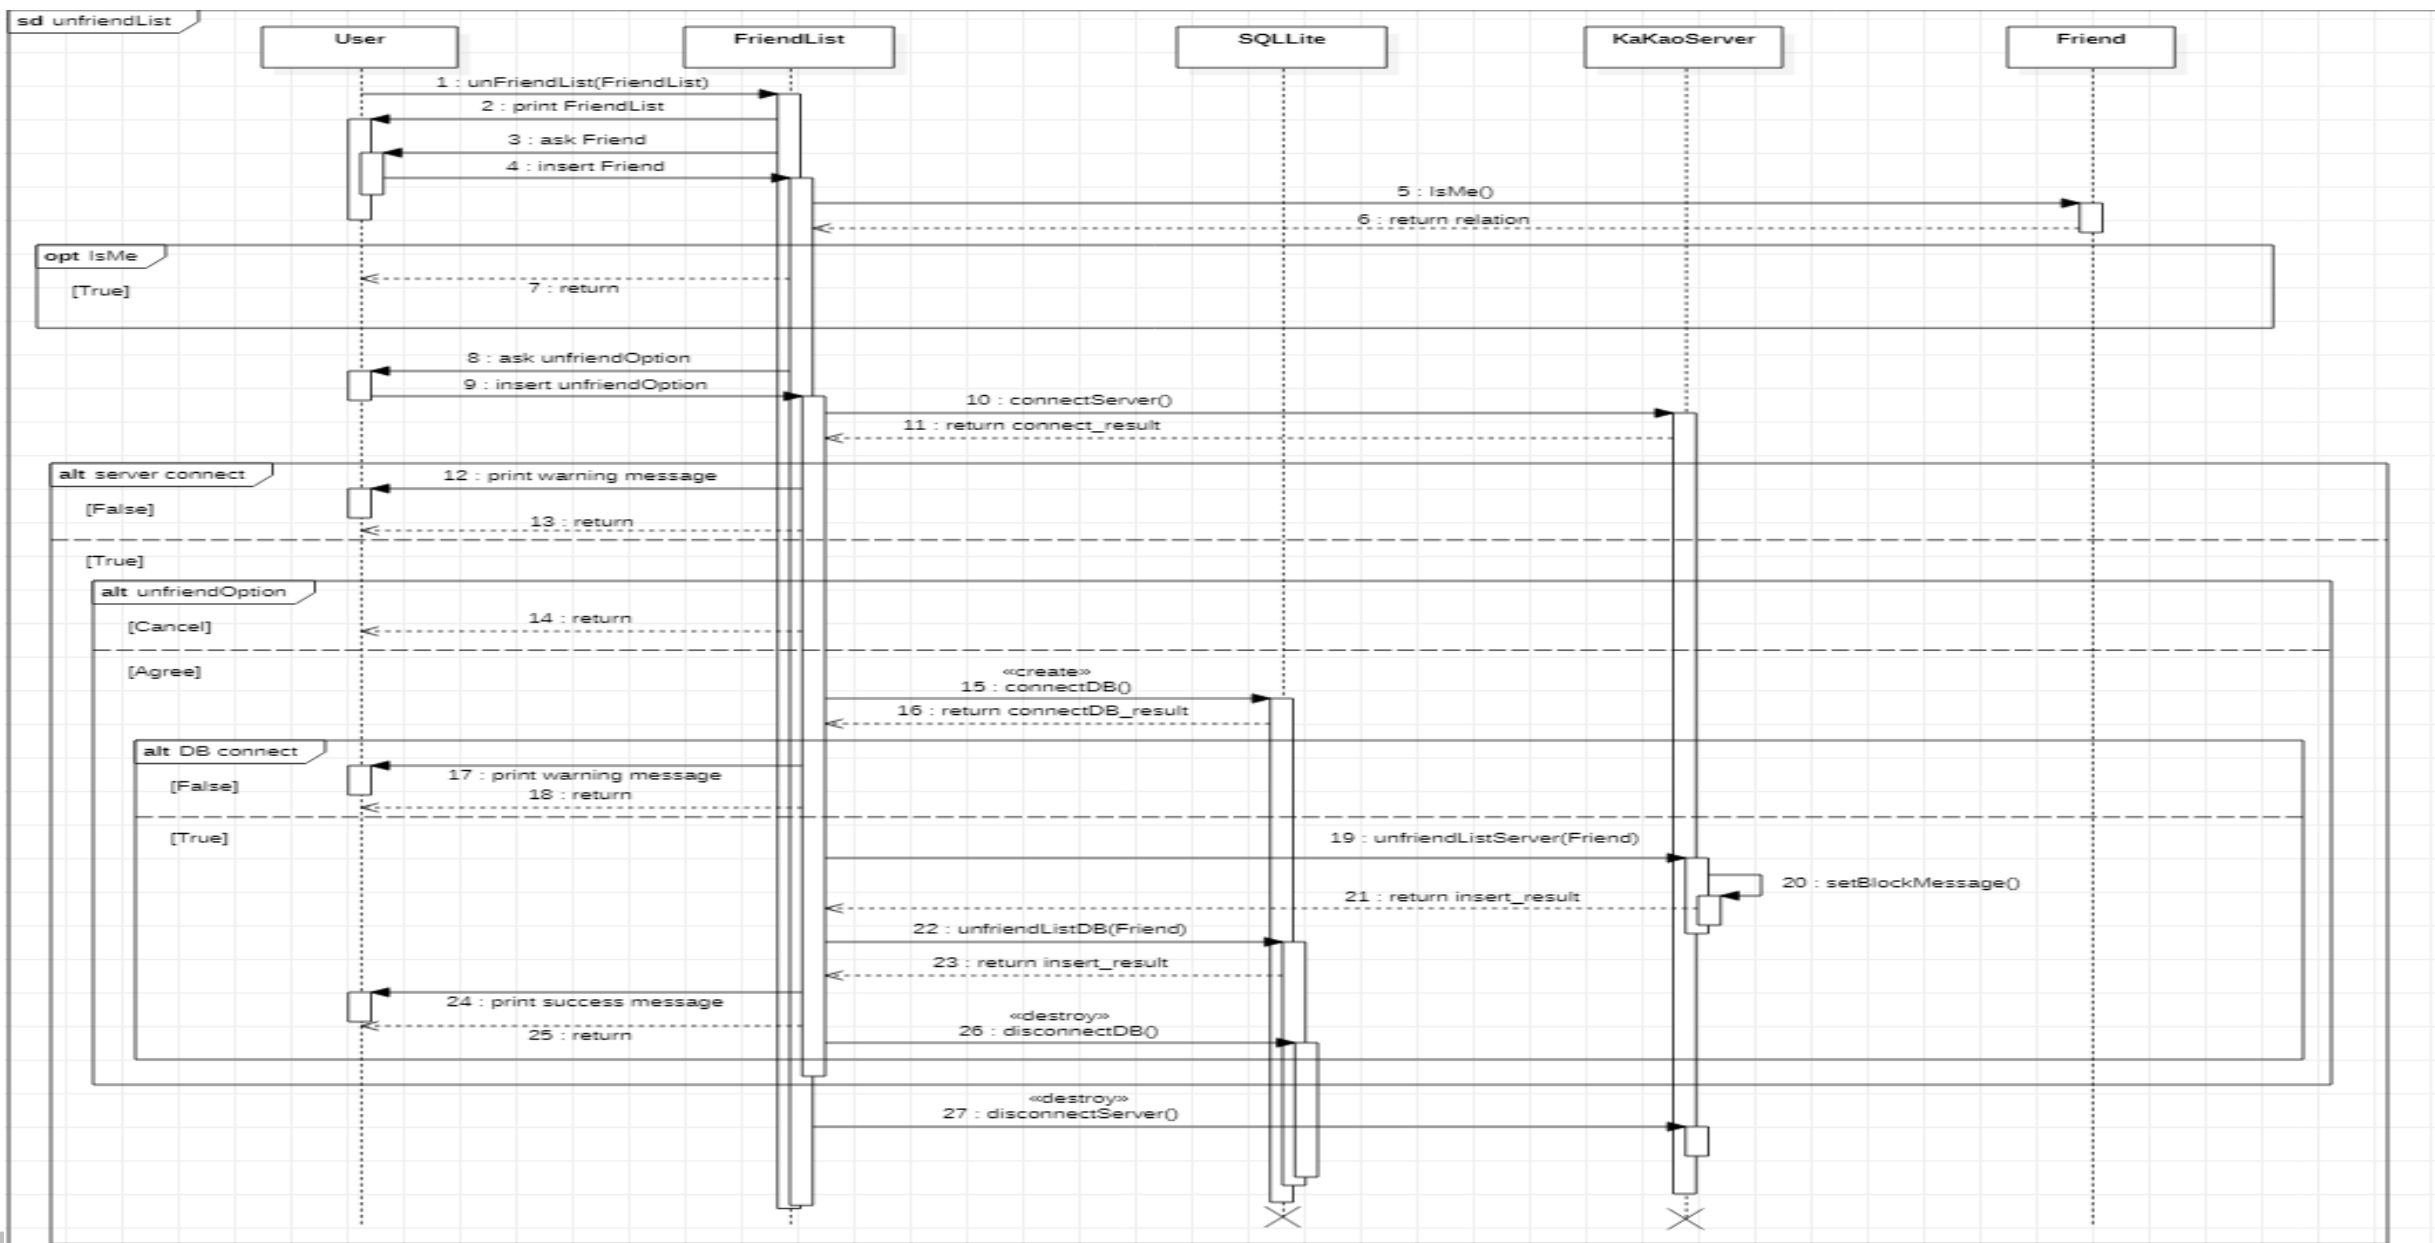 sd unfriendList
User
FriendList
SQLLite
KaKaoServer
Friend
1 : unFriendList(FriendList)
2 : print FriendList
3 : ask Friend
4 : insert Friend
5 : IsMe()
6 : return relation
opt IsMe
[True]
7 : return
8 : ask unfriendOption
9 : insert unfriendOption
10 : connectServer()
11 : return connect_result
alt server connect
12 : print warning message
[False]
13 : return
[True]
alt unfriendOption
14 : return
[Cancel]
[Agree]
«create»
15 : connectDB()
16 : return connectDB_result
alt DB connect
17 : print warning message
[False]
18 : return
[True]
19 : unfriendListServer(Friend)
20 : setBlockMessage()
21 : return insert_result
22 : unfriendListDB(Friend)
23 : return insert_result
24 : print success message
«destroy»
26 : disconnectDB()
25 : return
«destroy»
27 : disconnectServer()